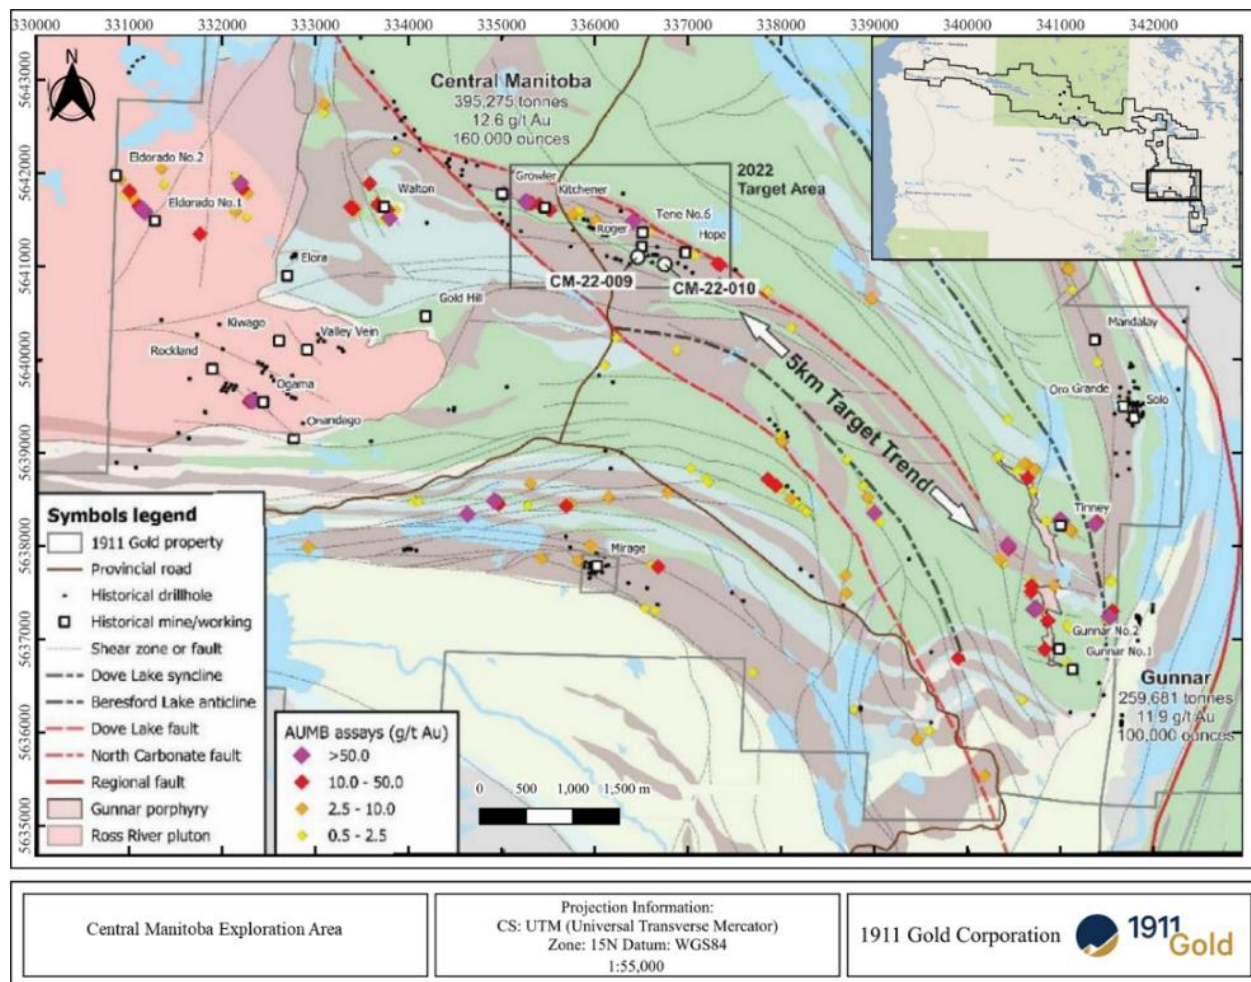 330000 331000 332000 333000 334000 335000 336000 337000 338000 339000 340000 341000 342000
5643000
5642000
5641000
5640000
5639000
5638000
5637000
5636000
5635000
N
Central Manitoba
395,275 tonnes
12.6 g/t Au
160,000 ounces
2022
Target Area
Eldorado No.2
Eldorado No.1
Walton
Growler
Kitchener
Tene No.6
Roger
Hope
CM-22-009
CM-22-010
Elora
Gold Hill
Kiwago
Valley Vein
Rockland
Ogama
Onandago
5km Target Trend
Mandalay
Oro Grande
Solo
Tinney
Mirage
Gunnar No.2
Gunnar No.1
Gunnar
259,681 tonnes
11.9 g/t Au
100,000 ounces
Symbols legend
1911 Gold property
Provincial road
Historical drillhole
Historical mine/working
Shear zone or fault
Dove Lake syncline
Beresford Lake anticline
Dove Lake fault
North Carbonate fault
Regional fault
Gunnar porphyry
Ross River pluton
AUMB assays (g/t Au)
>50.0
10.0 - 50.0
2.5 - 10.0
0.5 - 2.5
0 500 1,000 1,500 m
Central Manitoba Exploration Area
Projection Information:
CS: UTM (Universal Transverse Mercator)
Zone: 15N Datum: WGS84
1:55,000
1911 Gold Corporation
1911
Gold